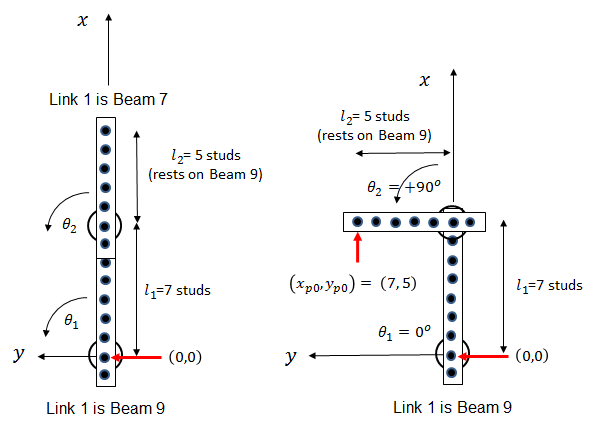 x
Link 1 is Beam 7
l₂= 5 studs
(rests on Beam 9)
θ₂
l₁=7 studs
θ₁
y
(0,0)
Link 1 is Beam 9
x
l₂= 5 studs
(rests on Beam 9)
θ₂ = +90°
(xₚ₀, yₚ₀) = (7, 5)
l₁=7 studs
θ₁ = 0°
y
(0,0)
Link 1 is Beam 9